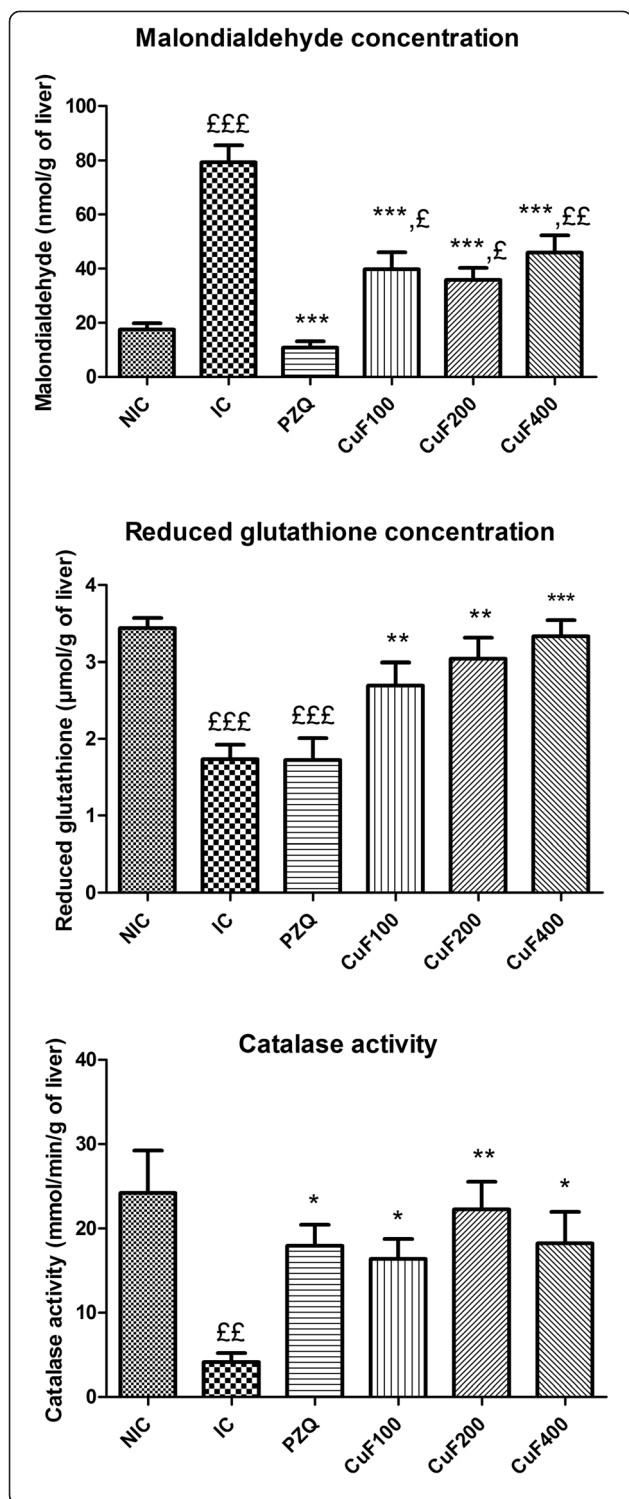 Malondialdehyde concentration
Malondialdehyde (nmol/g of liver)
100
80
60
40
20
0
£££
***
***,£
***,£
***,££
NIC
IC
PZQ
CuF100
CuF200
CuF400
Reduced glutathione concentration
Reduced glutathione (µmol/g of liver)
4
3
2
1
0
£££
£££
**
**
***
NIC
IC
PZQ
CuF100
CuF200
CuF400
Catalase activity
Catalase activity (mmol/min/g of liver)
40
30
20
10
0
££
*
*
**
*
NIC
IC
PZQ
CuF100
CuF200
CuF400